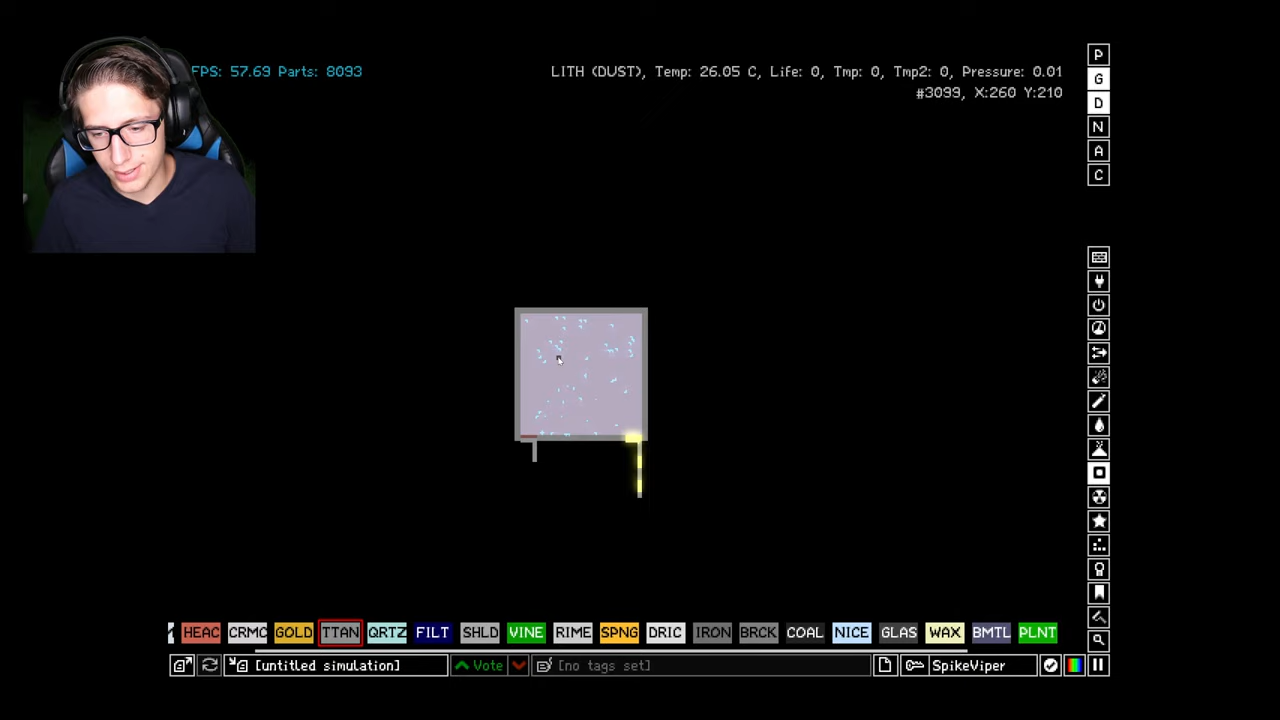 FPS: 57.69 Parts: 8093
LITH (DUST), Temp: 26.05 C, Life: 0, Tmp: 0, Tmp2: 0, Pressure: 0.01
#3099, X:260 Y:210
P
G
D
N
A
C
HEAC CRMC GOLD TTAN QRTZ FILT SHLD VINE RIME SPNG DRIC IRON BRCK COAL NICE GLAS WAX BMTL PLNT
[untitled simulation] Vote [no tags set] SpikeViper